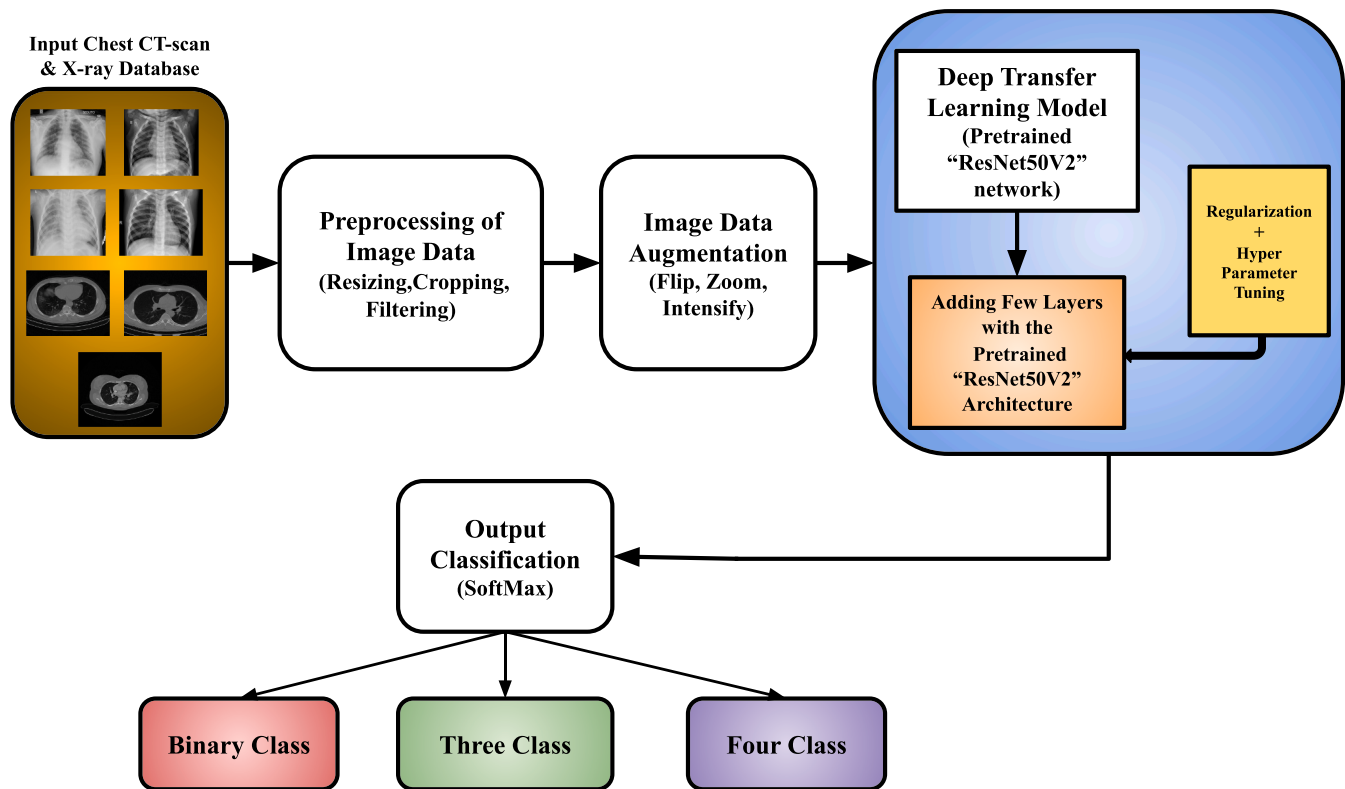 Input Chest CT-scan
& X-ray Database
Preprocessing of
Image Data
(Resizing,Cropping,
Filtering)
Image Data
Augmentation
(Flip, Zoom,
Intensify)
Deep Transfer
Learning Model
(Pretrained
“ResNet50V2”
network)
Regularization
+
Hyper
Parameter
Tuning
Adding Few Layers
with the
Pretrained
“ResNet50V2”
Architecture
Output
Classification
(SoftMax)
Binary Class
Three Class
Four Class